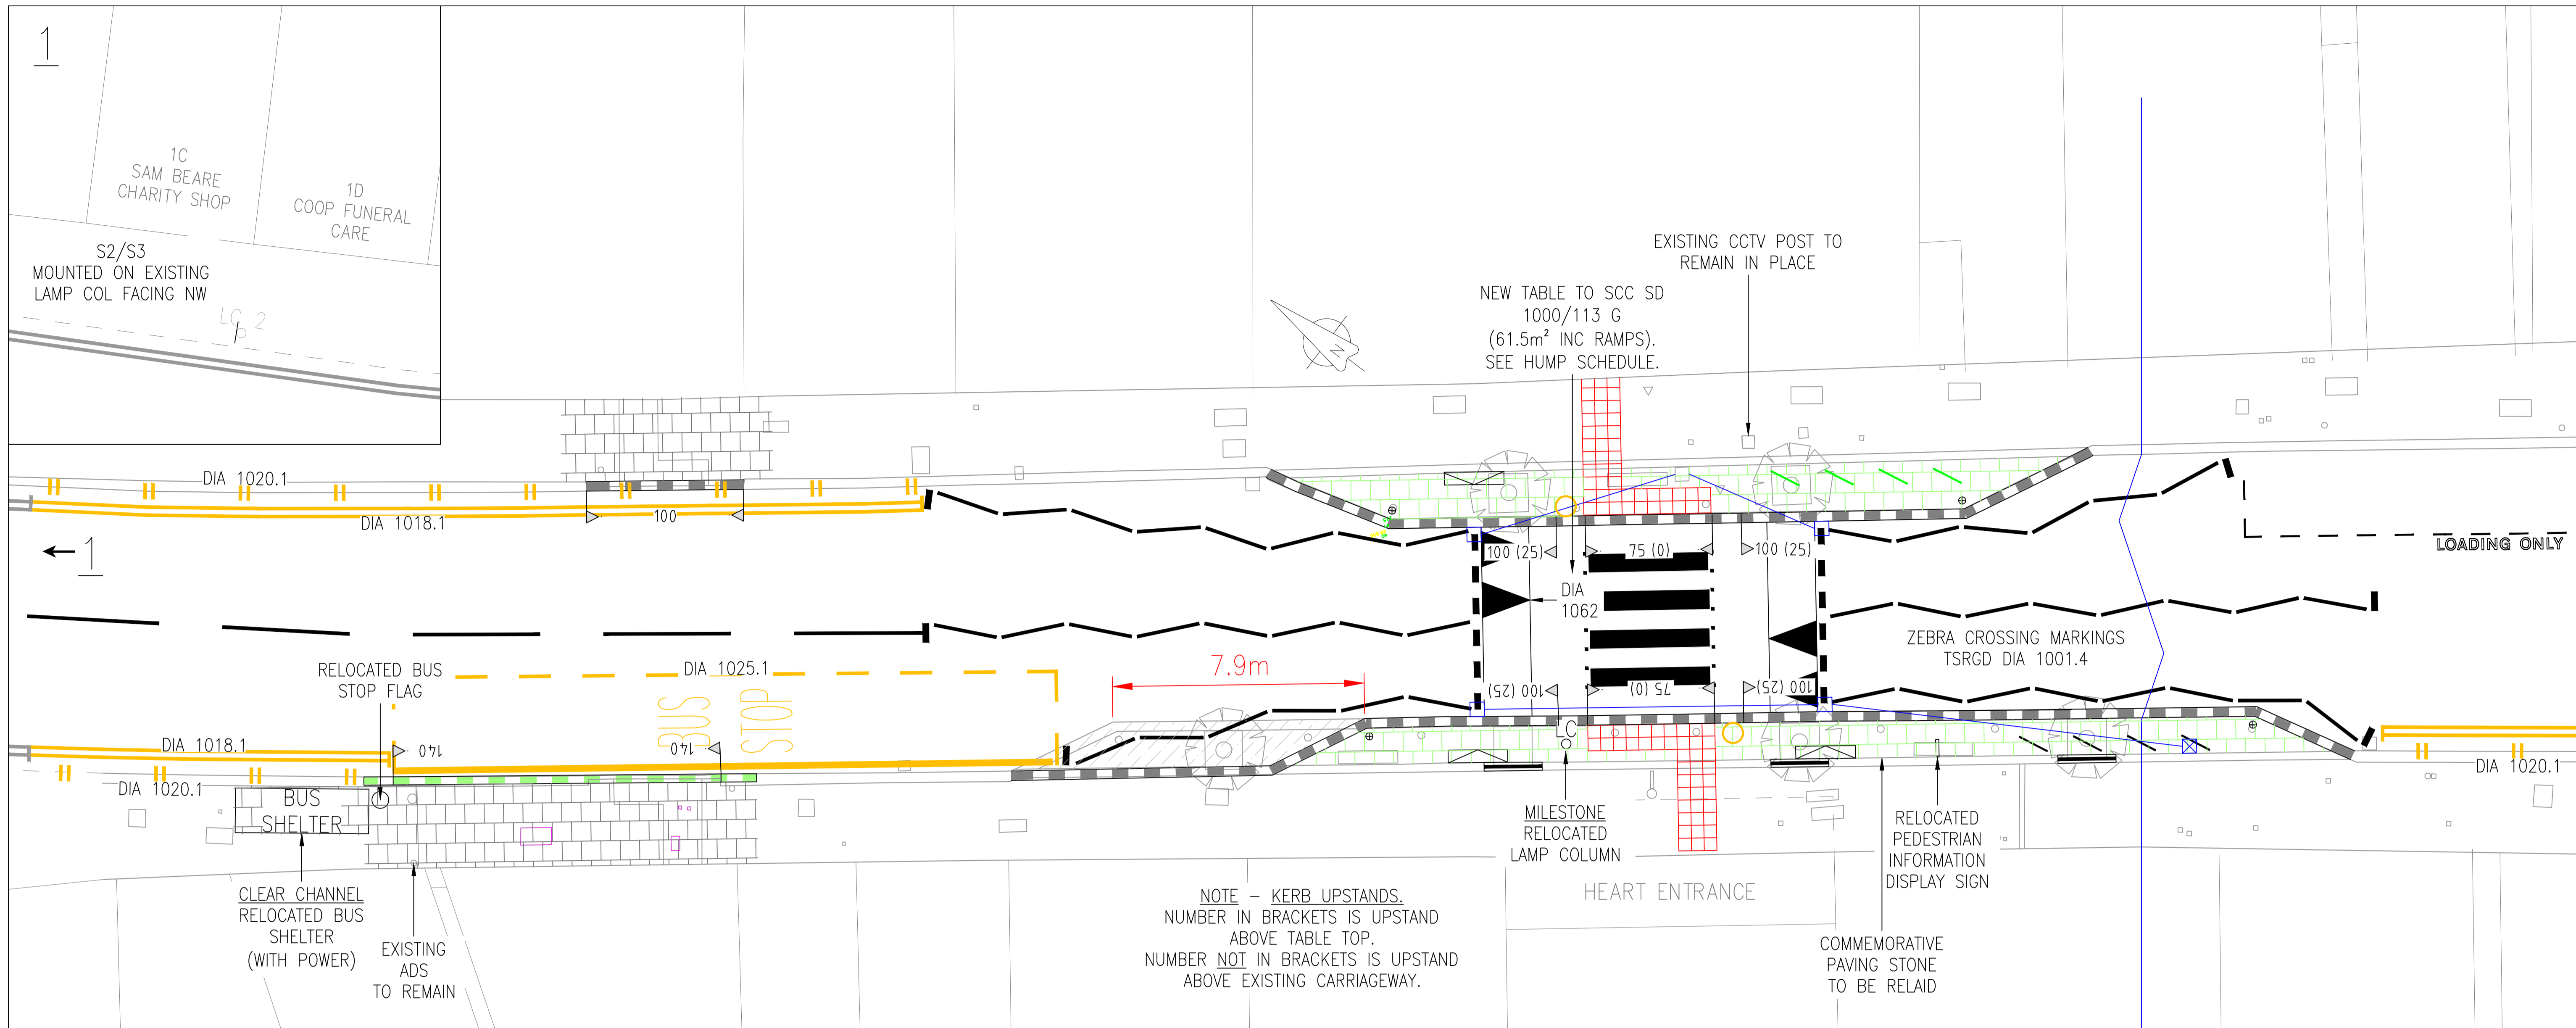 1
1C
SAM BEARE
CHARITY SHOP
1D
COOP FUNERAL
CARE
S2/S3
MOUNTED ON EXISTING
LAMP COL FACING NW
LC 2
EXISTING CCTV POST TO
REMAIN IN PLACE
NEW TABLE TO SCC SD
1000/113 G
(61.5m² INC RAMPS).
SEE HUMP SCHEDULE.
N
DIA 1020.1
DIA 1018.1
100
1
100 (25)
75 (0)
100 (25)
LOADING ONLY
DIA
1062
ZEBRA CROSSING MARKINGS
TSRGD DIA 1001.4
RELOCATED BUS
STOP FLAG
DIA 1025.1
BUS
STOP
7.9m
100 (25)
75 (0)
100 (25)
DIA 1018.1
140
140
LC
DIA 1020.1
DIA 1020.1
BUS
SHELTER
MILESTONE
RELOCATED
LAMP COLUMN
RELOCATED
PEDESTRIAN
INFORMATION
DISPLAY SIGN
HEART ENTRANCE
CLEAR CHANNEL
RELOCATED BUS
SHELTER
(WITH POWER)
EXISTING
ADS
TO REMAIN
NOTE – KERB UPSTANDS.
NUMBER IN BRACKETS IS UPSTAND
ABOVE TABLE TOP.
NUMBER NOT IN BRACKETS IS UPSTAND
ABOVE EXISTING CARRIAGEWAY.
COMMEMORATIVE
PAVING STONE
TO BE RELAID